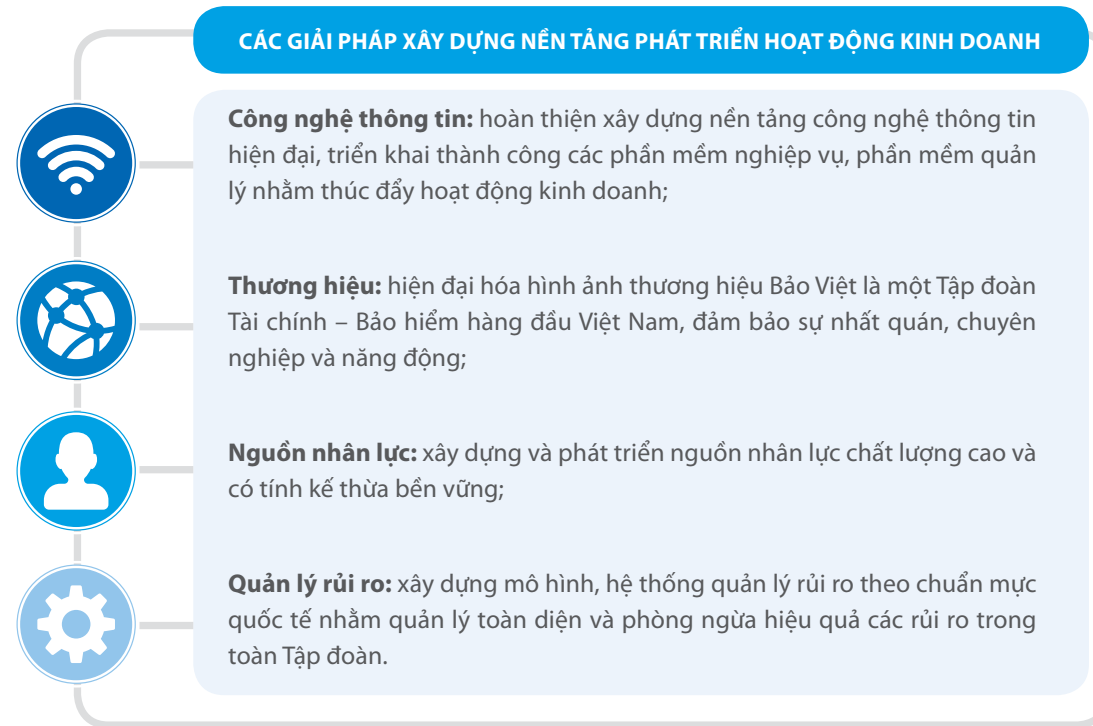 CÁC GIẢI PHÁP XÂY DỰNG NỀN TẢNG PHÁT TRIỂN HOẠT ĐỘNG KINH DOANH
Công nghệ thông tin: hoàn thiện xây dựng nền tảng công nghệ thông tin
hiện đại, triển khai thành công các phần mềm nghiệp vụ, phần mềm quản
lý nhằm thúc đẩy hoạt động kinh doanh;
Thương hiệu: hiện đại hóa hình ảnh thương hiệu Bảo Việt là một Tập đoàn
Tài chính – Bảo hiểm hàng đầu Việt Nam, đảm bảo sự nhất quán, chuyên
nghiệp và năng động;
Nguồn nhân lực: xây dựng và phát triển nguồn nhân lực chất lượng cao và
có tính kế thừa bền vững;
Quản lý rủi ro: xây dựng mô hình, hệ thống quản lý rủi ro theo chuẩn mực
quốc tế nhằm quản lý toàn diện và phòng ngừa hiệu quả các rủi ro trong
toàn Tập đoàn.